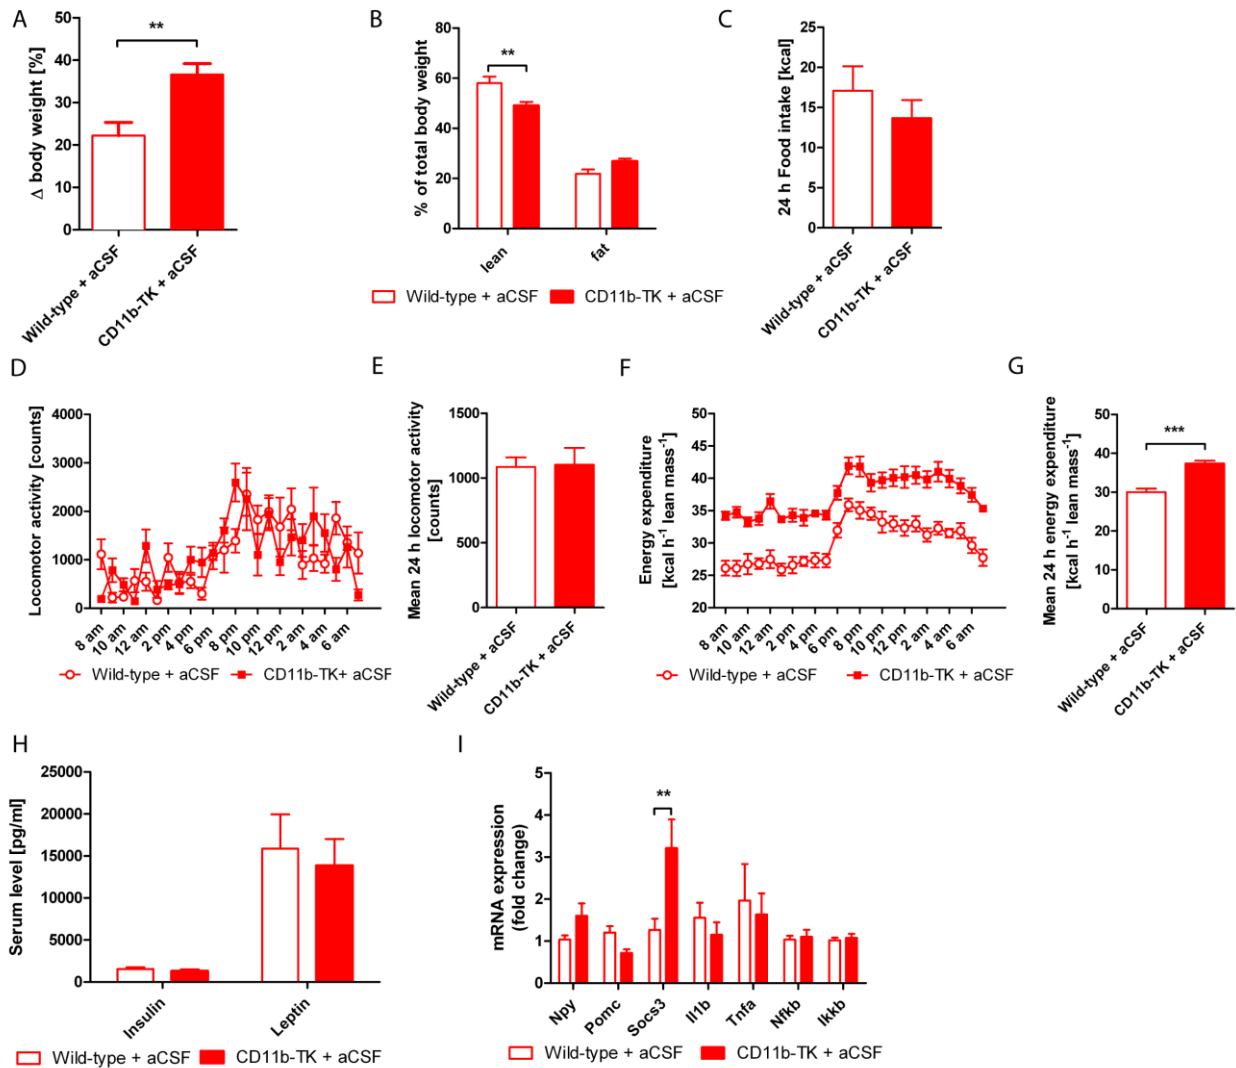 A
Δ body weight [%]
50
40
30
20
10
0
**
Wild-type + aCSF
CD11b-TK + aCSF
B
% of total body weight
80
60
40
20
0
**
lean
fat
Wild-type + aCSF
CD11b-TK + aCSF
C
24 h Food intake [kcal]
25
20
15
10
5
0
Wild-type + aCSF
CD11b-TK + aCSF
D
Locomotor activity [counts]
4000
3000
2000
1000
0
8 am
10 am
12 am
2 pm
4 pm
6 pm
8 pm
10 pm
12 pm
2 am
4 am
6 am
Wild-type + aCSF
CD11b-TK+ aCSF
E
Mean 24 h locomotor activity
[counts]
1500
1000
500
0
Wild-type + aCSF
CD11b-TK + aCSF
F
Energy expenditure
[kcal h⁻¹ lean mass⁻¹]
50
45
40
35
30
25
20
8 am
10 am
12 am
2 pm
4 pm
6 pm
8 pm
10 pm
12 pm
2 am
4 am
6 am
Wild-type + aCSF
CD11b-TK + aCSF
G
Mean 24 h energy expenditure
[kcal h⁻¹ lean mass⁻¹]
50
40
30
20
10
0
***
Wild-type + aCSF
CD11b-TK + aCSF
H
Serum level [pg/ml]
25000
20000
15000
10000
5000
0
Insulin
Leptin
Wild-type + aCSF
CD11b-TK + aCSF
I
mRNA expression
(fold change)
5
4
3
2
1
0
**
Npy
Pomc
Socs3
Il1b
Tnfa
Nfkb
Ikkb
Wild-type + aCSF
CD11b-TK + aCSF